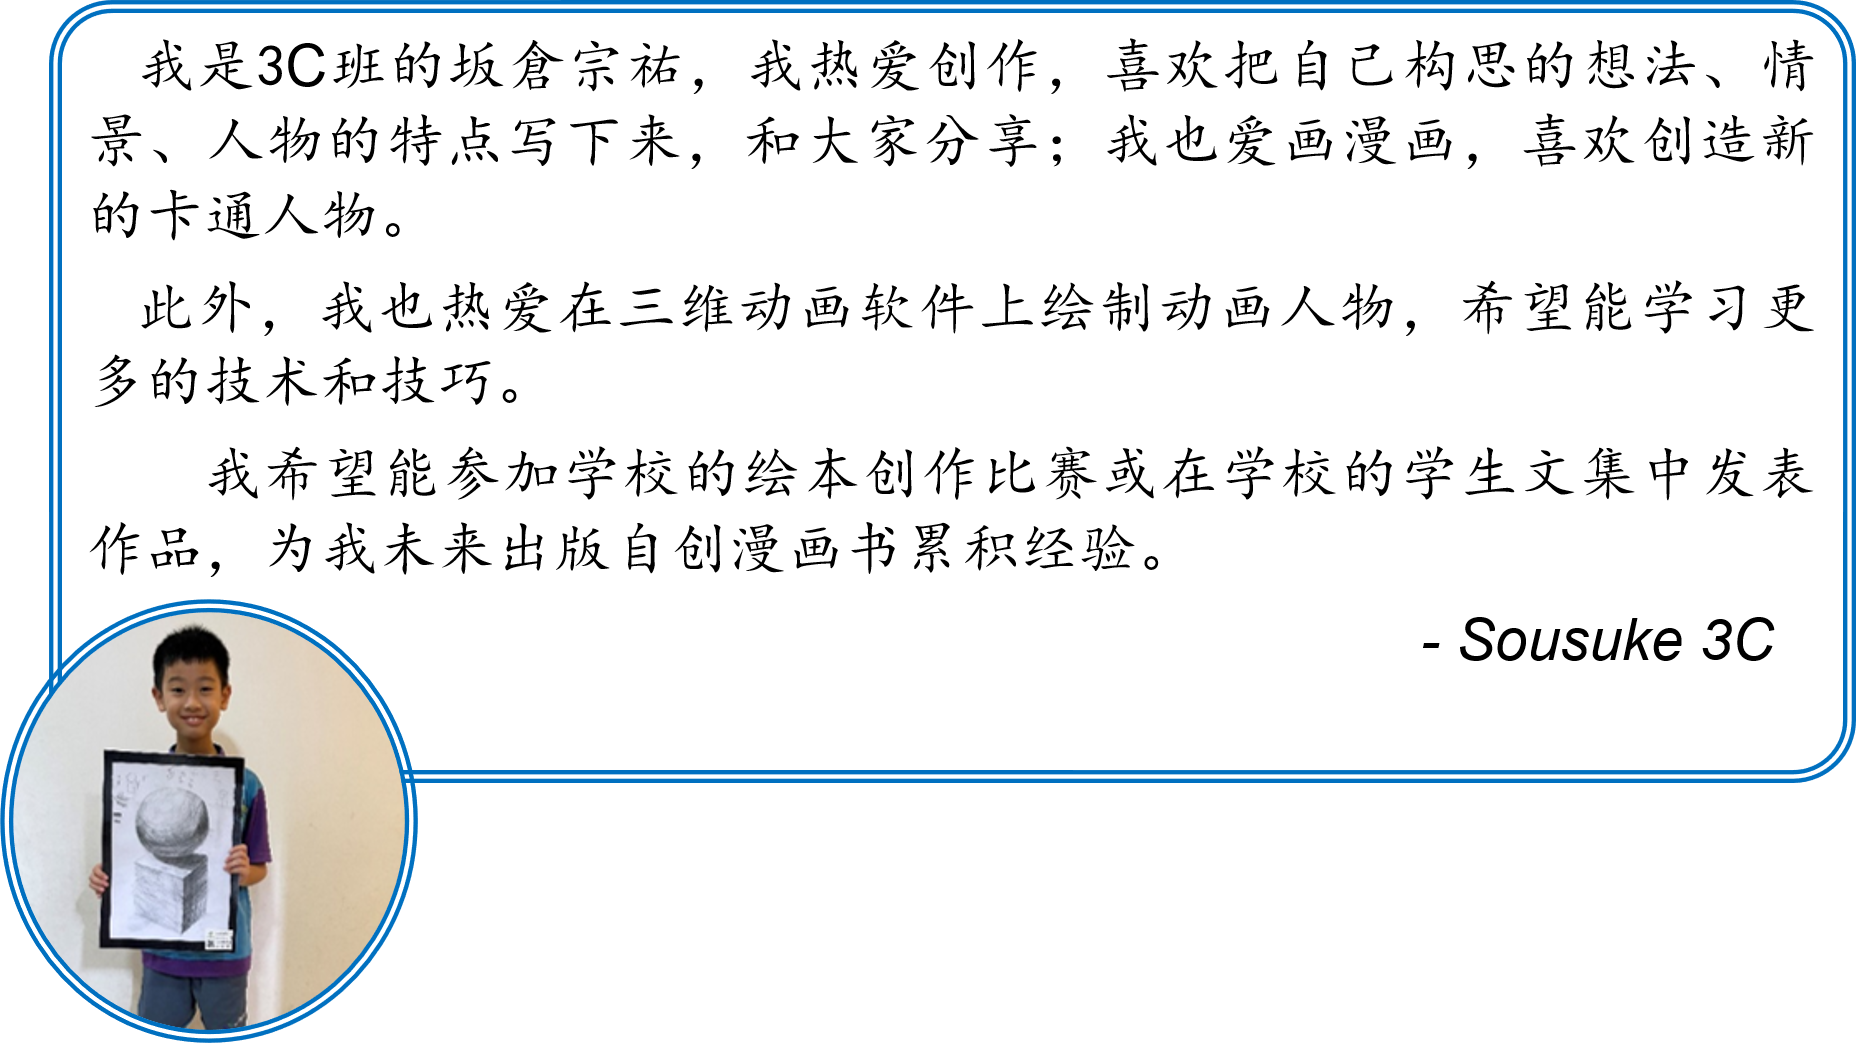 我是3C班的坂倉宗祐，我热爱创作，喜欢把自己构思的想法、情
景、人物的特点写下来，和大家分享；我也爱画漫画，喜欢创造新
的卡通人物。
此外，我也热爱在三维动画软件上绘制动画人物，希望能学习更
多的技术和技巧。
我希望能参加学校的绘本创作比赛或在学校的学生文集中发表
作品，为我未来出版自创漫画书累积经验。
- Sousuke 3C